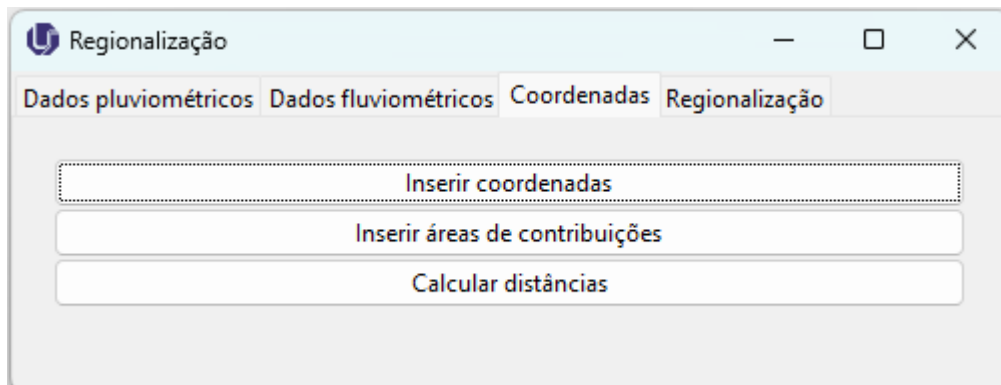 Regionalização
Dados pluviométricos Dados fluviométricos Coordenadas Regionalização
Inserir coordenadas
Inserir áreas de contribuições
Calcular distâncias